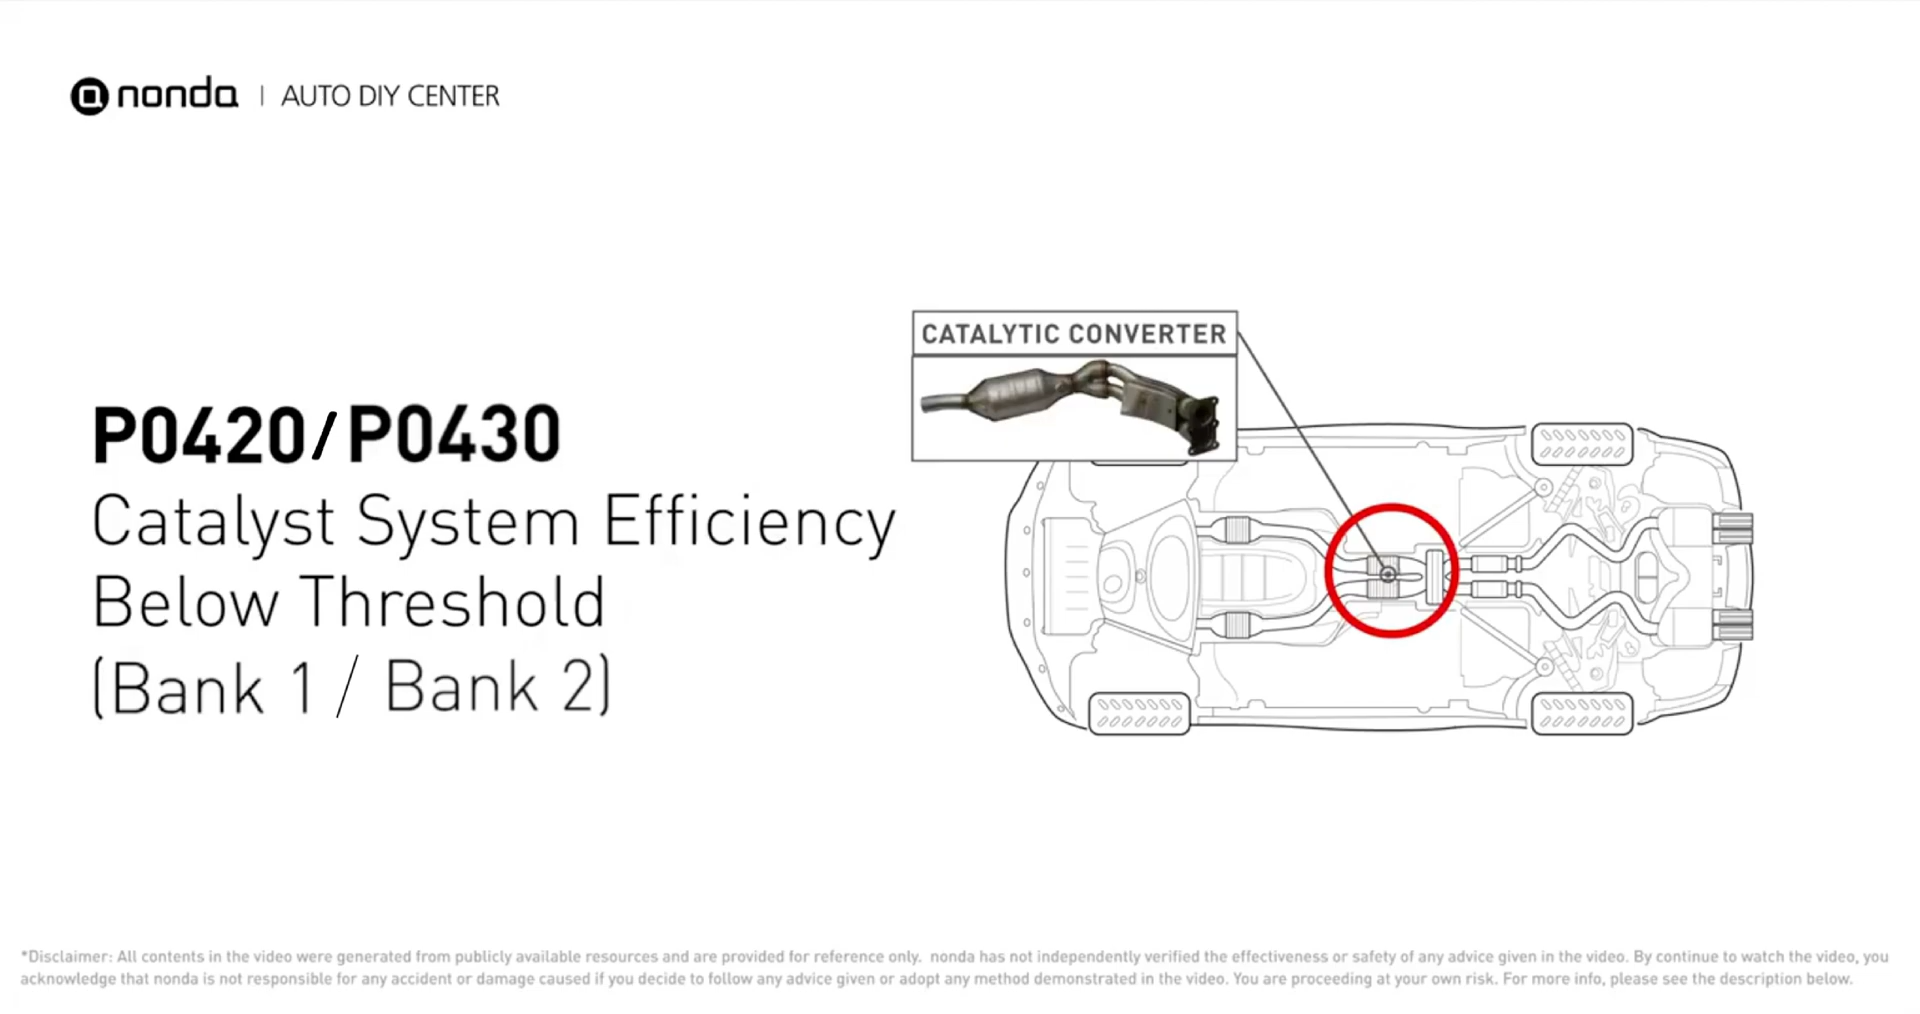 nonda | AUTO DIY CENTER
CATALYTIC CONVERTER
P0420/P0430
Catalyst System Efficiency
Below Threshold
(Bank 1 / Bank 2)
*Disclaimer: All contents in the video were generated from publicly available resources and are provided for reference only. nonda has not independently verified the effectiveness or safety of any advice given in the video. By continue to watch the video, you
acknowledge that nonda is not responsible for any accident or damage caused if you decide to follow any advice given or adopt any method demonstrated in the video. You are proceeding at your own risk. For more info, please see the description below.